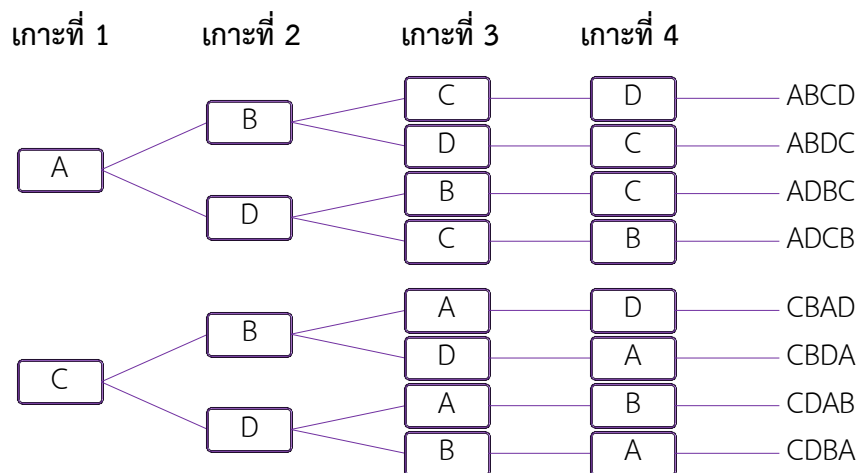 เกาะที่ 1 เกาะที่ 2 เกาะที่ 3 เกาะที่ 4
C D ABCD
B
D C ABDC
A
B C ADBC
D
C B ADCB
A D CBAD
B
D A CBDA
C
A B CDAB
D
B A CDBA